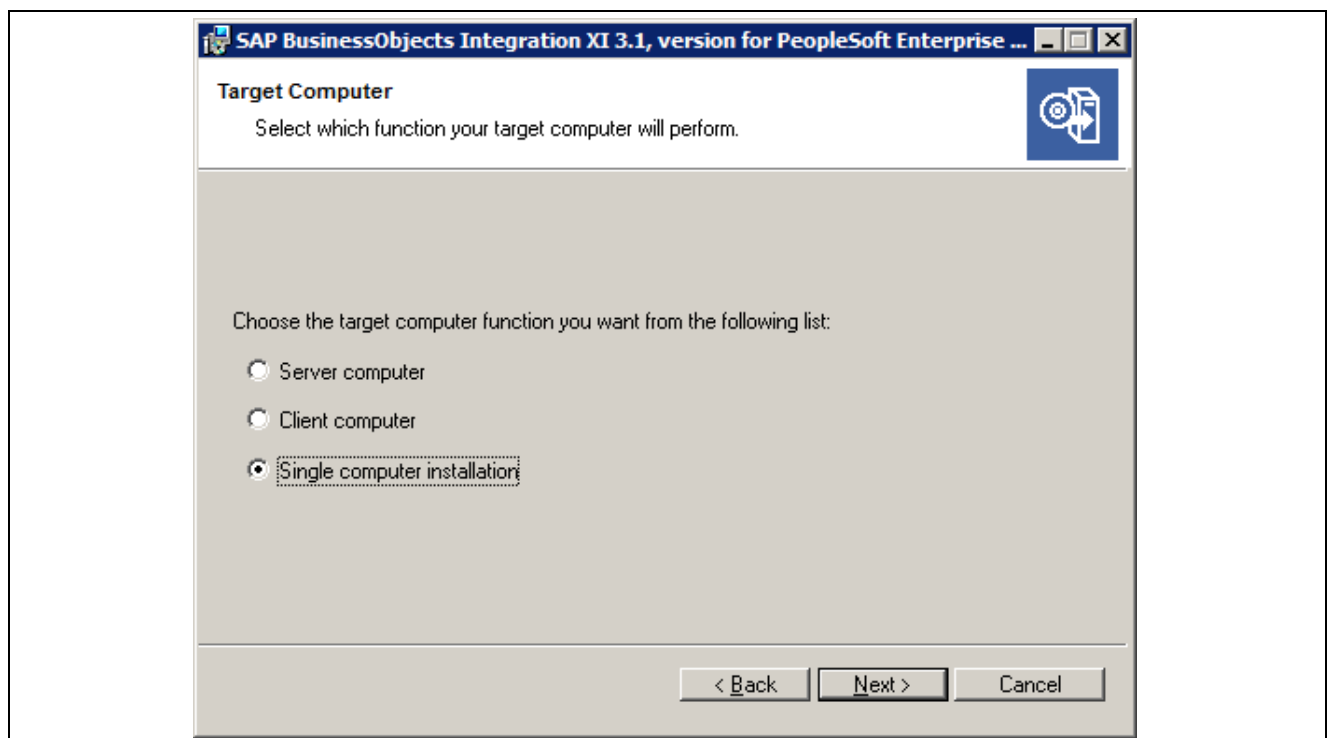 SAP BusinessObjects Integration XI 3.1, version for PeopleSoft Enterprise ...
Target Computer
Select which function your target computer will perform.
Choose the target computer function you want from the following list:
Server computer
Client computer
Single computer installation
< Back Next > Cancel